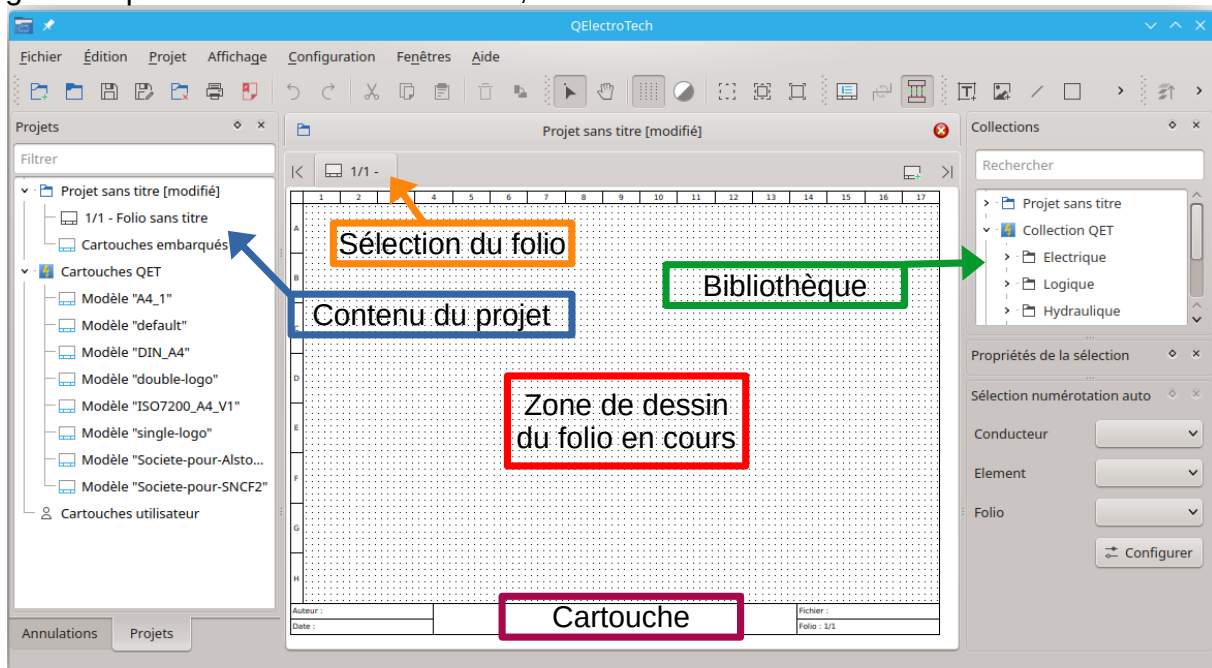 QElectroTech
Fichier Édition Projet Affichage Configuration Fenêtres Aide
Projets
Filtrer
Projet sans titre [modifié]
1/1 - Folio sans titre
Cartouches embarqués
Cartouches QET
Modèle "A4_1"
Modèle "default"
Modèle "DIN_A4"
Modèle "double-logo"
Modèle "ISO7200_A4_V1"
Modèle "single-logo"
Modèle "Societe-pour-Alsto...
Modèle "Societe-pour-SNCF2"
Cartouches utilisateur
Annulations Projets
Projet sans titre [modifié]
1/1 -
1 2 4 5 6 7 8 9 10 11 12 13 14 15 16 17
A
B
C
D
E
F
G
H
Sélection du folio
Contenu du projet
Bibliothèque
Zone de dessin
du folio en cours
Cartouche
Auteur :
Date :
Fichier :
Folio : 1/1
Collections
Rechercher
Projet sans titre
Collection QET
Electrique
Logique
Hydraulique
Propriétés de la sélection
Sélection numérotation auto
Conducteur
Element
Folio
Configurer